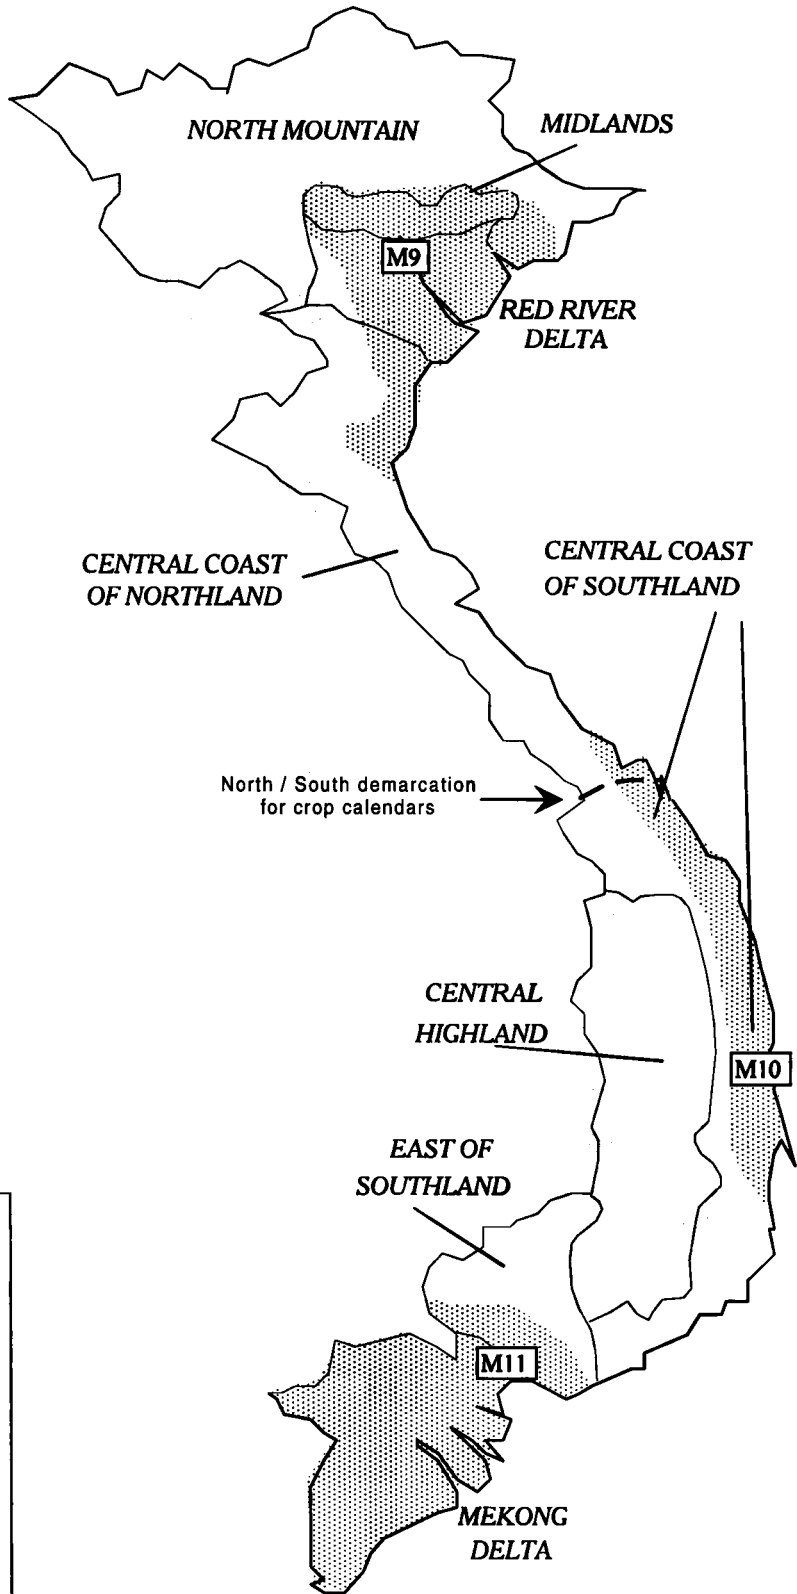 NORTH MOUNTAIN
MIDLANDS
M9
RED RIVER
DELTA
CENTRAL COAST
OF NORTHLAND
CENTRAL COAST
OF SOUTHLAND
North / South demarcation
for crop calendars
CENTRAL
HIGHLAND
M10
EAST OF
SOUTHLAND
M11
MEKONG
DELTA